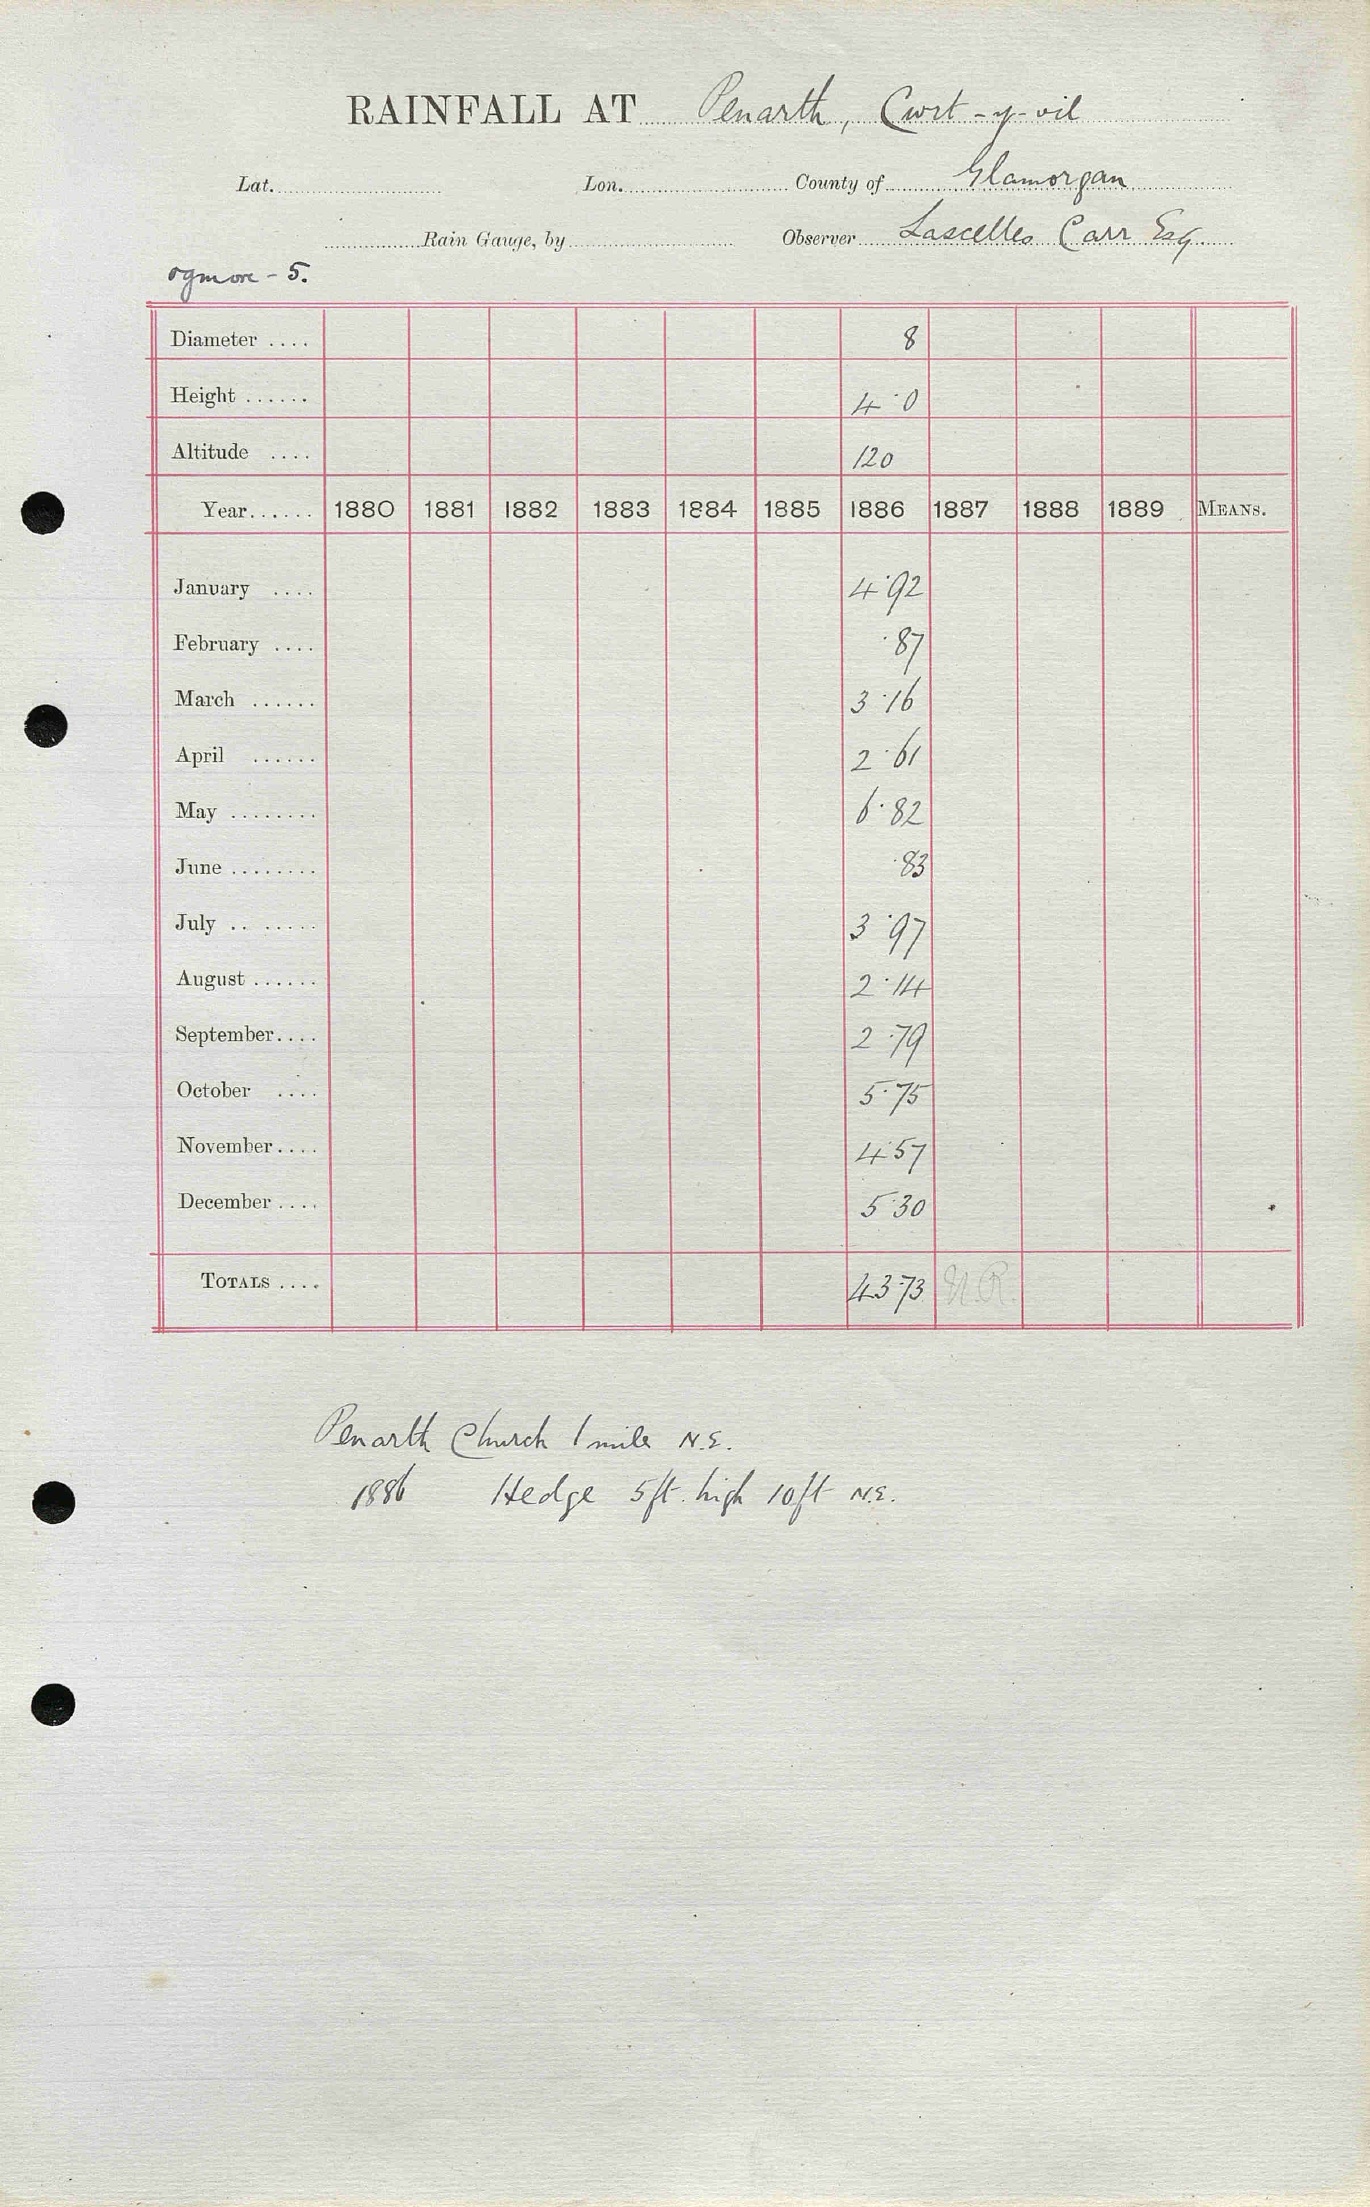 RAINFALL AT Penarth, Cwrt-y-vil
Lat. Lon. County of Glamorgan
Rain Gauge, by Observer Lascelles Carr Esq
ogmore - 5.
Diameter .... 8
Height ...... 4·0
Altitude .... 120
Year...... 1880 1881 1882 1883 1884 1885 1886 1887 1888 1889 MEANS.
January .... 4·92
February .... ·87
March ...... 3·16
April ...... 2·61
May ........ 6·82
June ........ ·83
July .. ..... 3·97
August ...... 2·14
September.... 2·79
October .... 5·75
November.... 4·57
December .... 5·30
TOTALS .... 43·73 N.R.
Penarth Church 1 mile N.E.
1886 Hedge 5ft. high 10ft N.E.